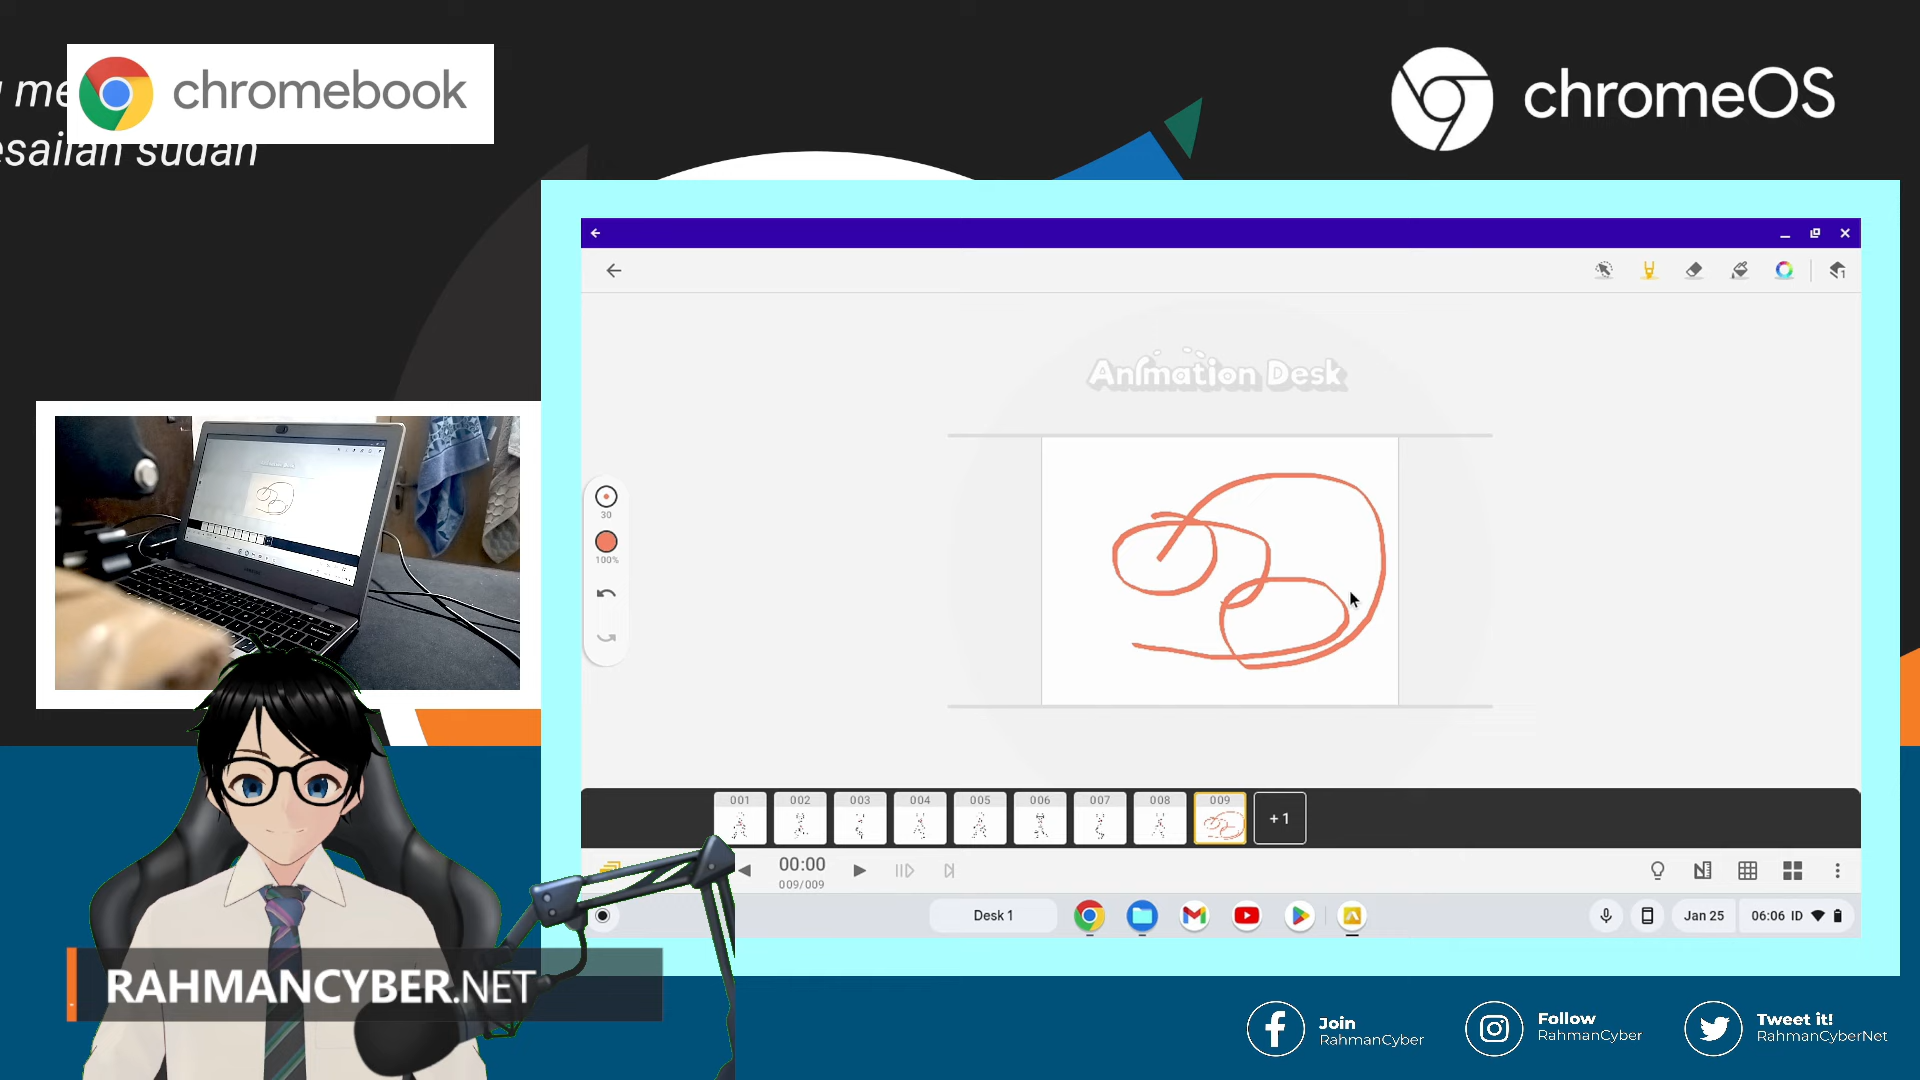 g me
esailan sudah
chromebook
chromeOS
Animation Desk
30
100%
001 002 003 004 005 006 007 008 009
+1
00:00
009/009
1
Desk 1
Jan 25
06:06 ID
RAHMANCYBER.NET
Join
RahmanCyber
Follow
RahmanCyber
Tweet it!
RahmanCyberNet